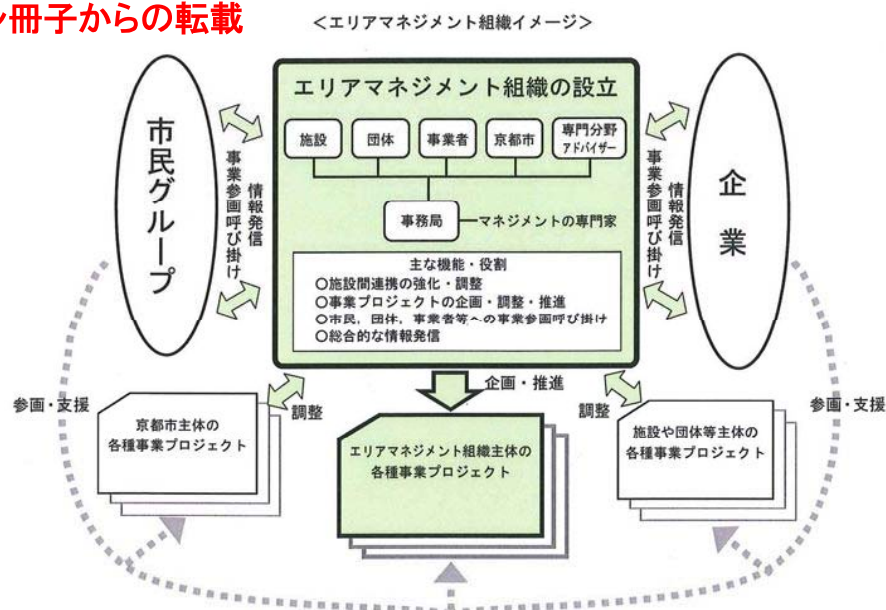 ン冊子からの転載
<エリアマネジメント組織イメージ>
エリアマネジメント組織の設立
施設
団体
事業者
京都市
専門分野
アドバイザー
事務局
マネジメントの専門家
主な機能・役割
○施設間連携の強化・調整
○事業プロジェクトの企画・調整・推進
○市民,団体,事業者等への事業参画呼び掛け
○総合的な情報発信
市民グループ
情報発信
事業参画呼び掛け
企業
情報発信
事業参画呼び掛け
企画・推進
参画・支援
調整
調整
参画・支援
京都市主体の
各種事業プロジェクト
エリアマネジメント組織主体の
各種事業プロジェクト
施設や団体等主体の
各種事業プロジェクト